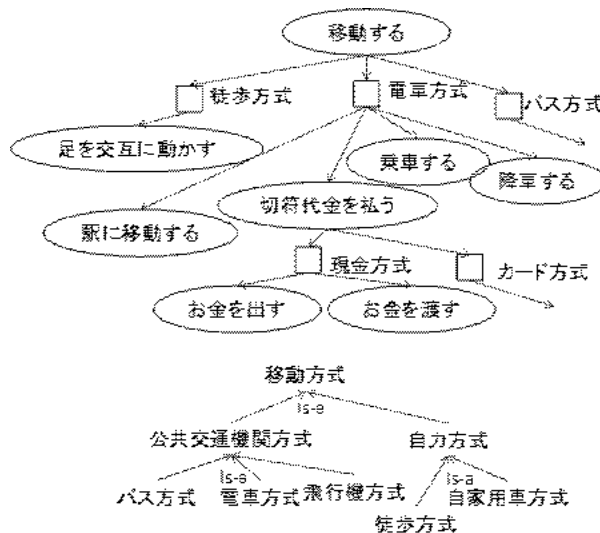 移動する
徒歩方式
電車方式
バス方式
足を交互に動かす
乗車する
降車する
切符代金を払う
駅に移動する
現金方式
カード方式
お金を出す
お金を渡す
移動方式
is-a
公共交通機関方式
自力方式
is-a
is-a
バス方式
電車方式
飛行機方式
自家用車方式
徒歩方式